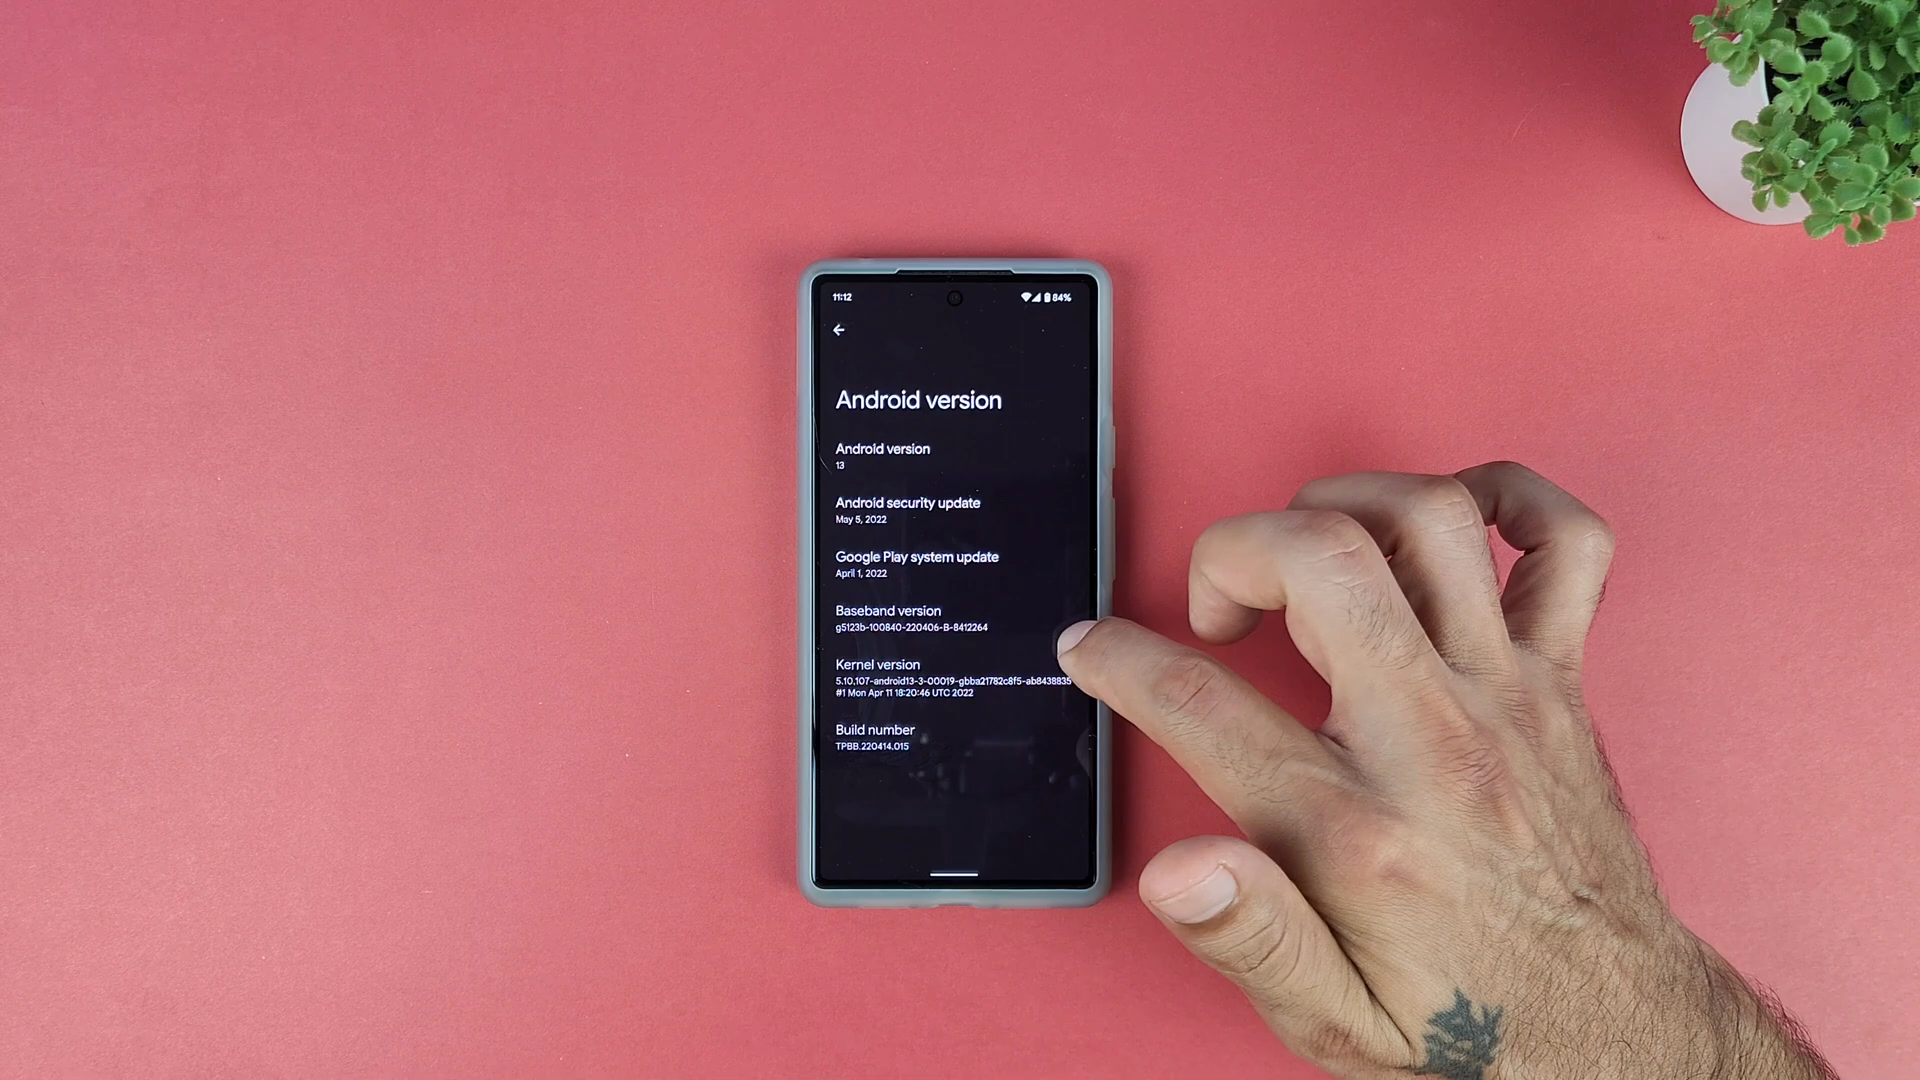 11:12
84%
Android version
Android version
13
Android security update
May 5, 2022
Google Play system update
April 1, 2022
Baseband version
g5123b-100840-220406-B-8412264
Kernel version
5.10.107-android13-3-00019-gbba21782c8f5-ab8438835
#1 Mon Apr 11 18:20:46 UTC 2022
Build number
TPBB.220414.015